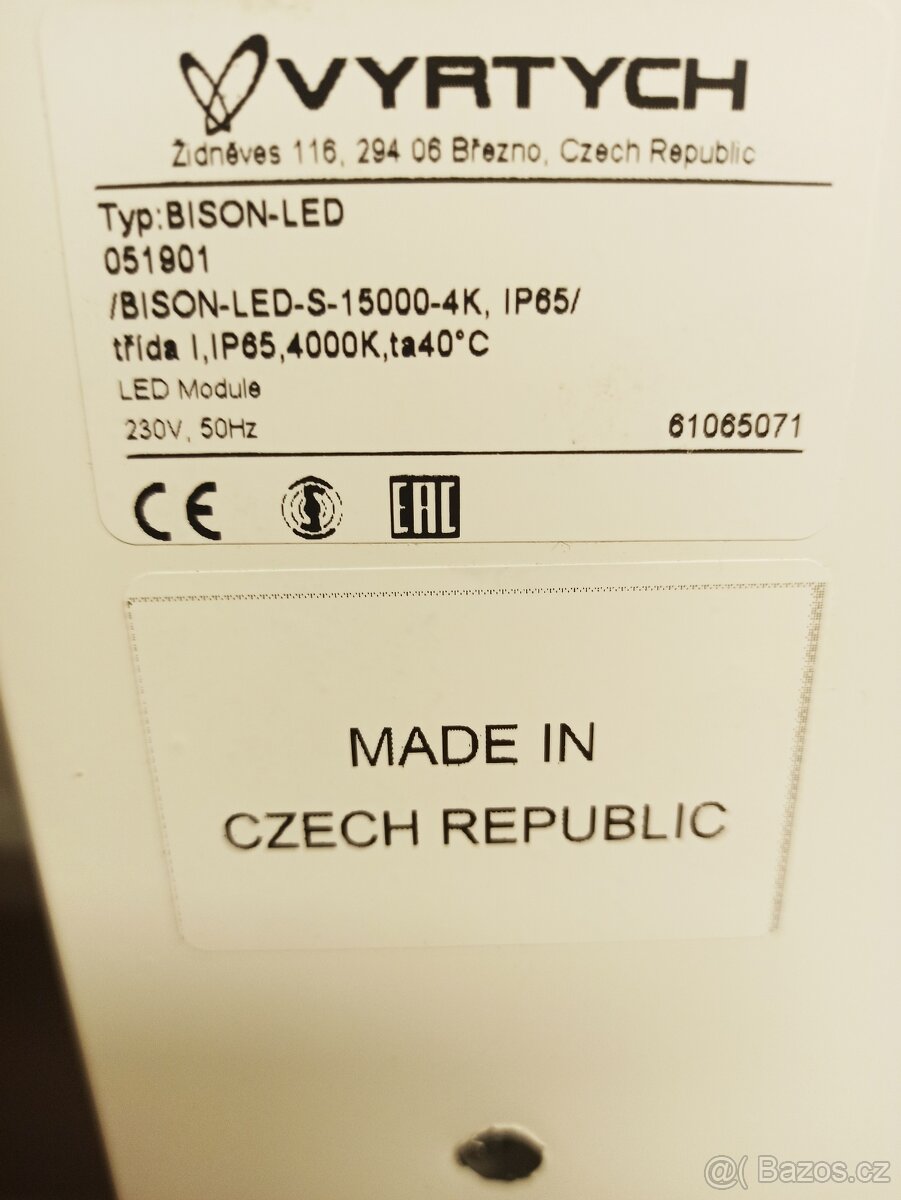 VYRTYCH
Židněves 116, 294 06 Březno, Czech Republic
Typ:BISON-LED
051901
/BISON-LED-S-15000-4K, IP65/
třída I,IP65,4000K,ta40°C
LED Module
230V, 50Hz
61065071
CE
EAC
MADE IN
CZECH REPUBLIC
@( Bazos.cz